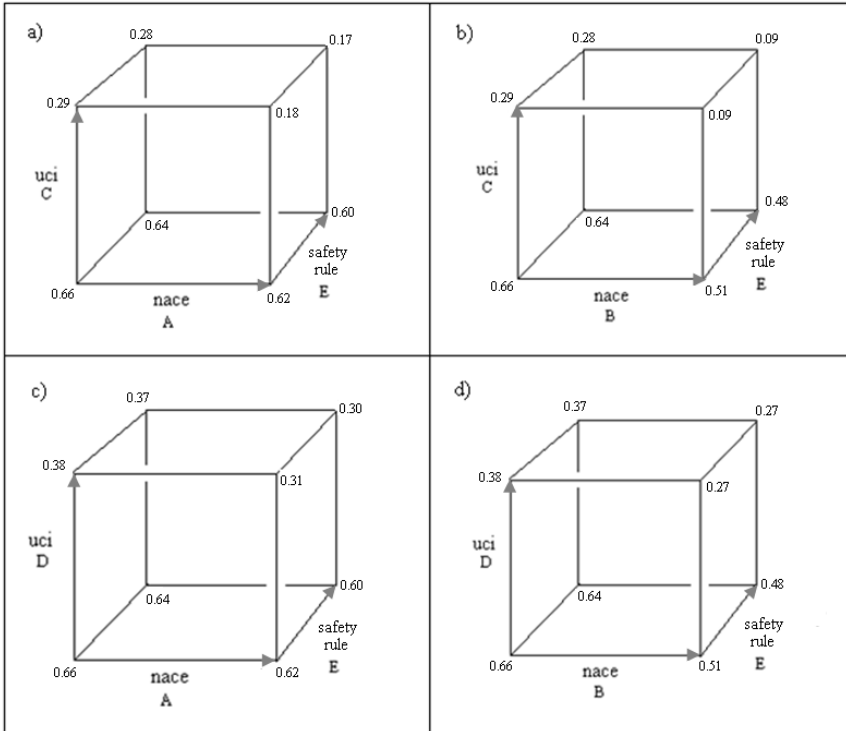 a)
0.28
0.17
0.29
0.18
uci
C
0.64
0.60
safety
rule
E
0.66
nace
A
0.62
b)
0.28
0.09
0.29
0.09
uci
C
0.64
0.48
safety
rule
E
0.66
nace
B
0.51
c)
0.37
0.30
0.38
0.31
uci
D
0.64
0.60
safety
rule
E
0.66
nace
A
0.62
d)
0.37
0.27
0.38
0.27
uci
D
0.64
0.48
safety
rule
E
0.66
nace
B
0.51